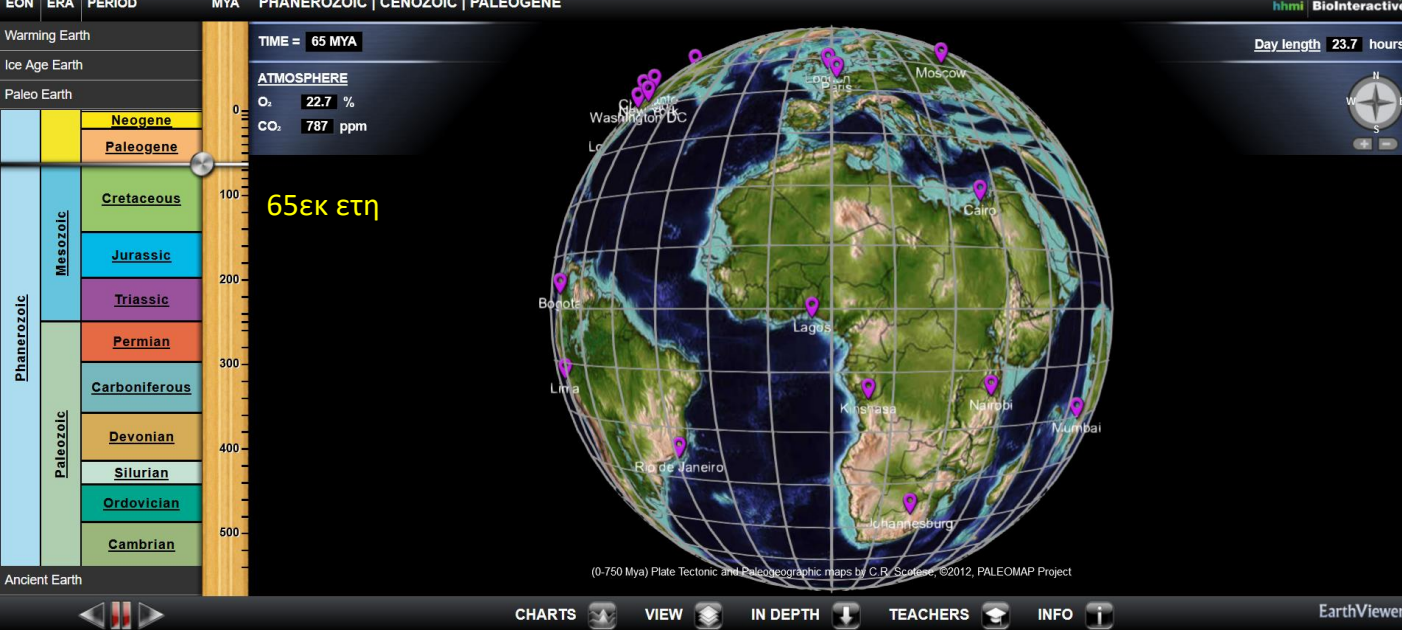 EON ERA PERIOD MYA PHANEROZOIC | CENOZOIC | PALEOGENE hhmi BioInteractive
Warming Earth
Ice Age Earth
Paleo Earth
TIME = 65 MYA
ATMOSPHERE
O₂ 22.7 %
CO₂ 787 ppm
Day length 23.7 hours
N
W E
S
Phanerozoic
Mesozoic
Paleozoic
Neogene
Paleogene
Cretaceous
Jurassic
Triassic
Permian
Carboniferous
Devonian
Silurian
Ordovician
Cambrian
Ancient Earth
0
100
200
300
400
500
65εκ ετη
Moscow
London
Paris
New York
Washington DC
Cairo
Bogota
Lagos
Lima
Kinshasa
Nairobi
Mumbai
Rio de Janeiro
Johannesburg
(0-750 Mya) Plate Tectonic and Paleogeographic maps by C.R. Scotese, ©2012, PALEOMAP Project
CHARTS VIEW IN DEPTH TEACHERS INFO i EarthViewer